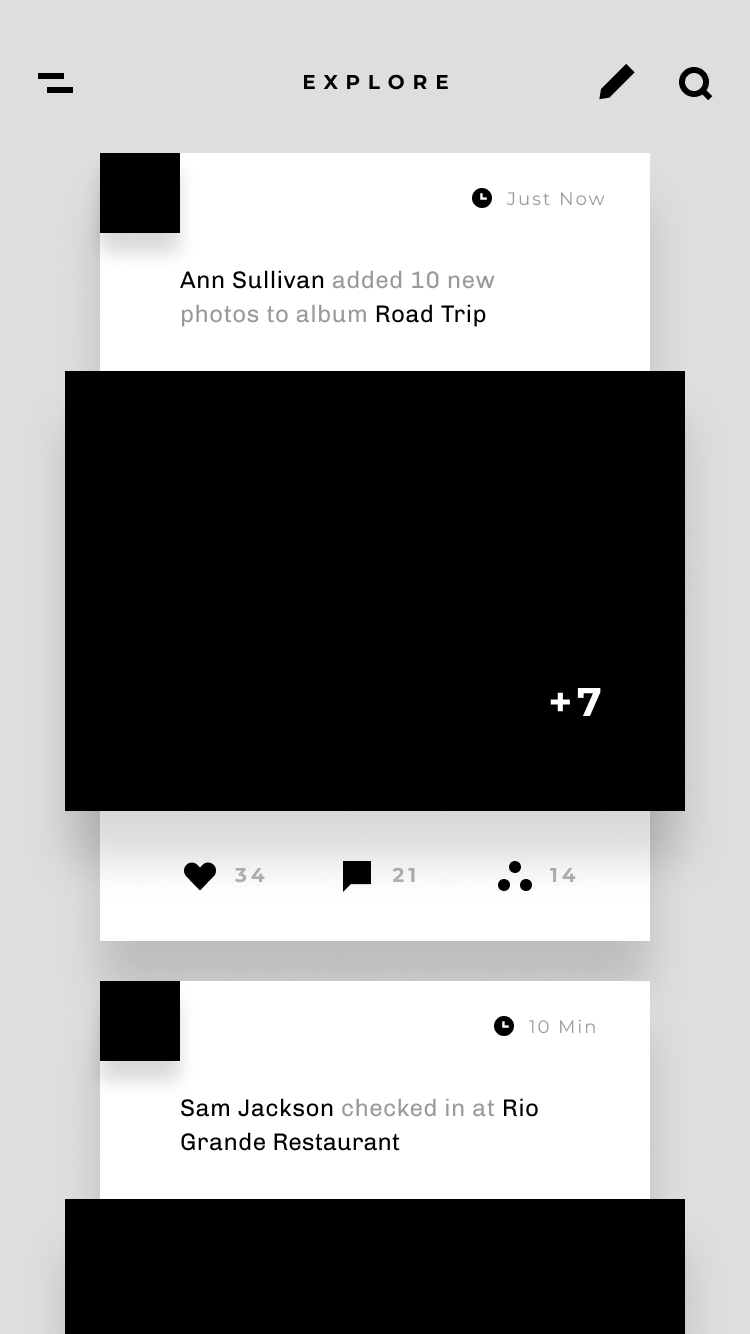 EXPLORE
Just Now
Ann Sullivan added 10 new
photos to album Road Trip
+7
34 21 14
10 Min
Sam Jackson checked in at Rio
Grande Restaurant